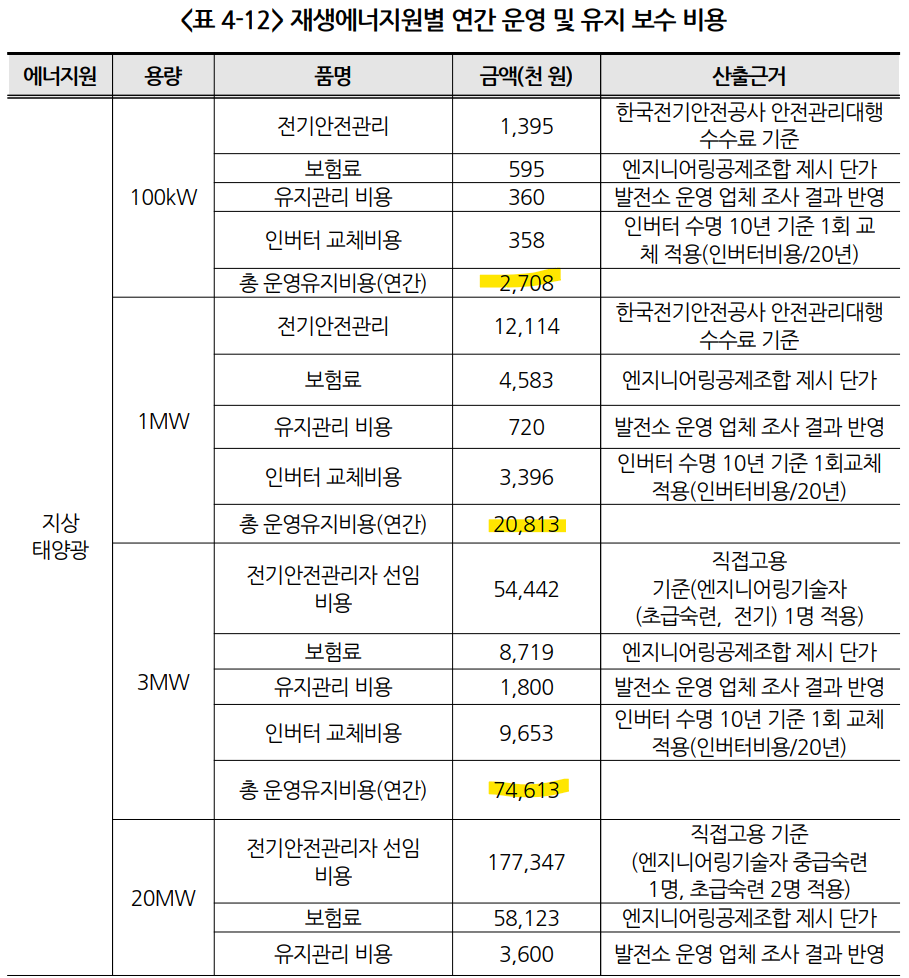 <표 4-12> 재생에너지원별 연간 운영 및 유지 보수 비용
에너지원 용량 품명 금액(천 원) 산출근거
지상
태양광
100kW
전기안전관리 1,395 한국전기안전공사 안전관리대행
수수료 기준
보험료 595 엔지니어링공제조합 제시 단가
유지관리 비용 360 발전소 운영 업체 조사 결과 반영
인버터 교체비용 358 인버터 수명 10년 기준 1회 교
체 적용(인버터비용/20년)
총 운영유지비용(연간) 2,708
1MW
전기안전관리 12,114 한국전기안전공사 안전관리대행
수수료 기준
보험료 4,583 엔지니어링공제조합 제시 단가
유지관리 비용 720 발전소 운영 업체 조사 결과 반영
인버터 교체비용 3,396 인버터 수명 10년 기준 1회교체
적용(인버터비용/20년)
총 운영유지비용(연간) 20,813
3MW
전기안전관리자 선임
비용
54,442
직접고용
기준(엔지니어링기술자
(초급숙련, 전기) 1명 적용)
보험료 8,719 엔지니어링공제조합 제시 단가
유지관리 비용 1,800 발전소 운영 업체 조사 결과 반영
인버터 교체비용 9,653 인버터 수명 10년 기준 1회 교체
적용(인버터비용/20년)
총 운영유지비용(연간) 74,613
20MW
전기안전관리자 선임
비용
177,347
직접고용 기준
(엔지니어링기술자 중급숙련
1명, 초급숙련 2명 적용)
보험료 58,123 엔지니어링공제조합 제시 단가
유지관리 비용 3,600 발전소 운영 업체 조사 결과 반영